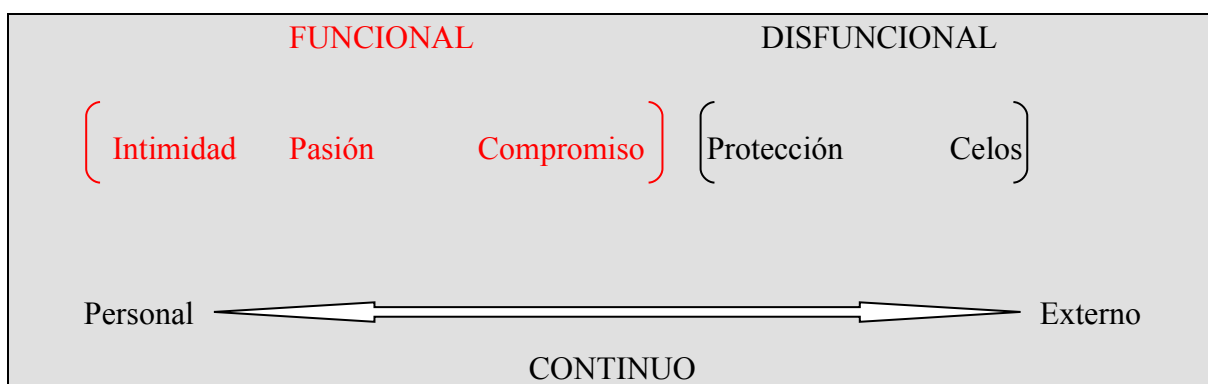 FUNCIONAL DISFUNCIONAL
Intimidad Pasión Compromiso Protección Celos
Personal Externo
CONTINUO